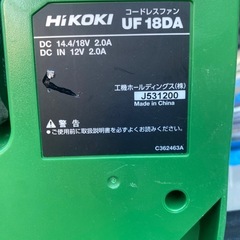 HiKOKI
コードレスファン
UF 18DA
DC 14.4/18V 2.0A
DC IN 12V 2.0A
工機ホールディングス(株)
J531200
Made in China
警告
●ご使用前に取扱説明書をよくお読みください。
C362463A